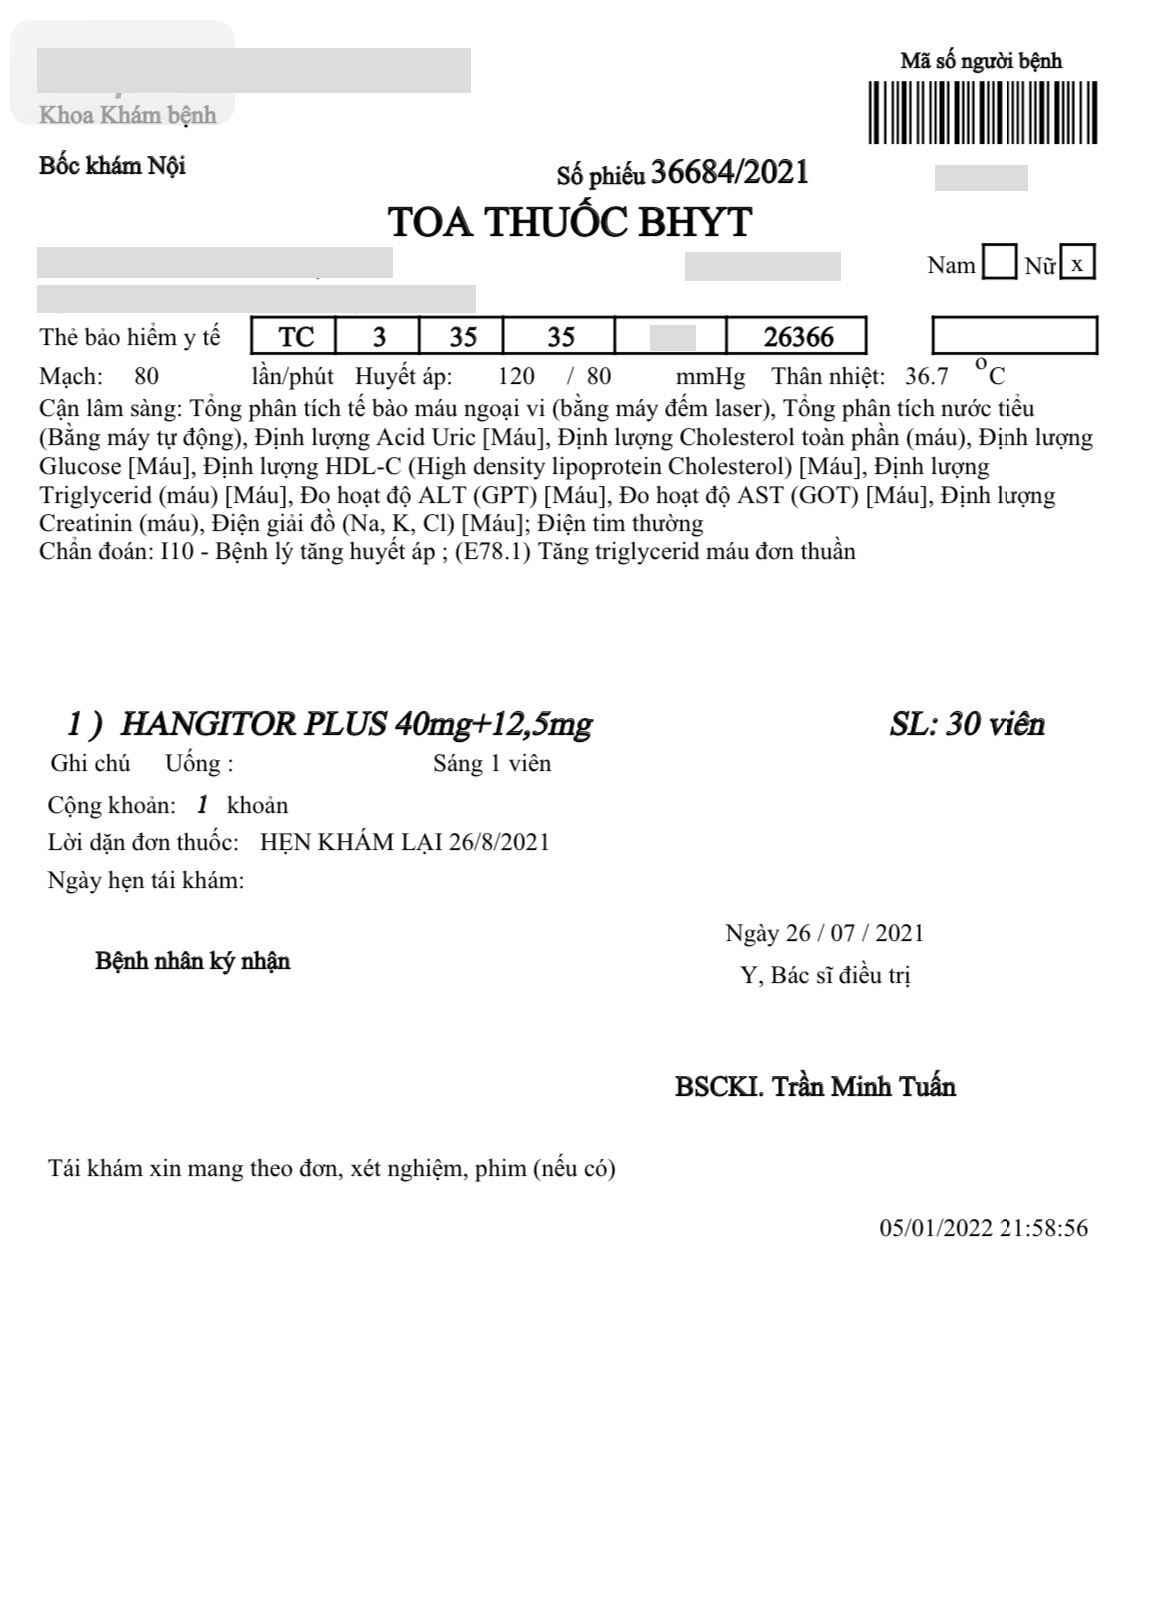 Mã số người bệnh
Khoa Khám bệnh
Bốc khám Nội
Số phiếu 36684/2021
TOA THUỐC BHYT
Nam Nữ x
Thẻ bảo hiểm y tế TC 3 35 35 26366
Mạch: 80 lần/phút Huyết áp: 120 / 80 mmHg Thân nhiệt: 36.7 °C
Cận lâm sàng: Tổng phân tích tế bào máu ngoại vi (bằng máy đếm laser), Tổng phân tích nước tiểu
(Bằng máy tự động), Định lượng Acid Uric [Máu], Định lượng Cholesterol toàn phần (máu), Định lượng
Glucose [Máu], Định lượng HDL-C (High density lipoprotein Cholesterol) [Máu], Định lượng
Triglycerid (máu) [Máu], Đo hoạt độ ALT (GPT) [Máu], Đo hoạt độ AST (GOT) [Máu], Định lượng
Creatinin (máu), Điện giải đồ (Na, K, Cl) [Máu]; Điện tim thường
Chẩn đoán: I10 - Bệnh lý tăng huyết áp ; (E78.1) Tăng triglycerid máu đơn thuần
1 ) HANGITOR PLUS 40mg+12,5mg SL: 30 viên
Ghi chú Uống : Sáng 1 viên
Cộng khoản: 1 khoản
Lời dặn đơn thuốc: HẸN KHÁM LẠI 26/8/2021
Ngày hẹn tái khám:
Ngày 26 / 07 / 2021
Bệnh nhân ký nhận
Y, Bác sĩ điều trị
BSCKI. Trần Minh Tuấn
Tái khám xin mang theo đơn, xét nghiệm, phim (nếu có)
05/01/2022 21:58:56